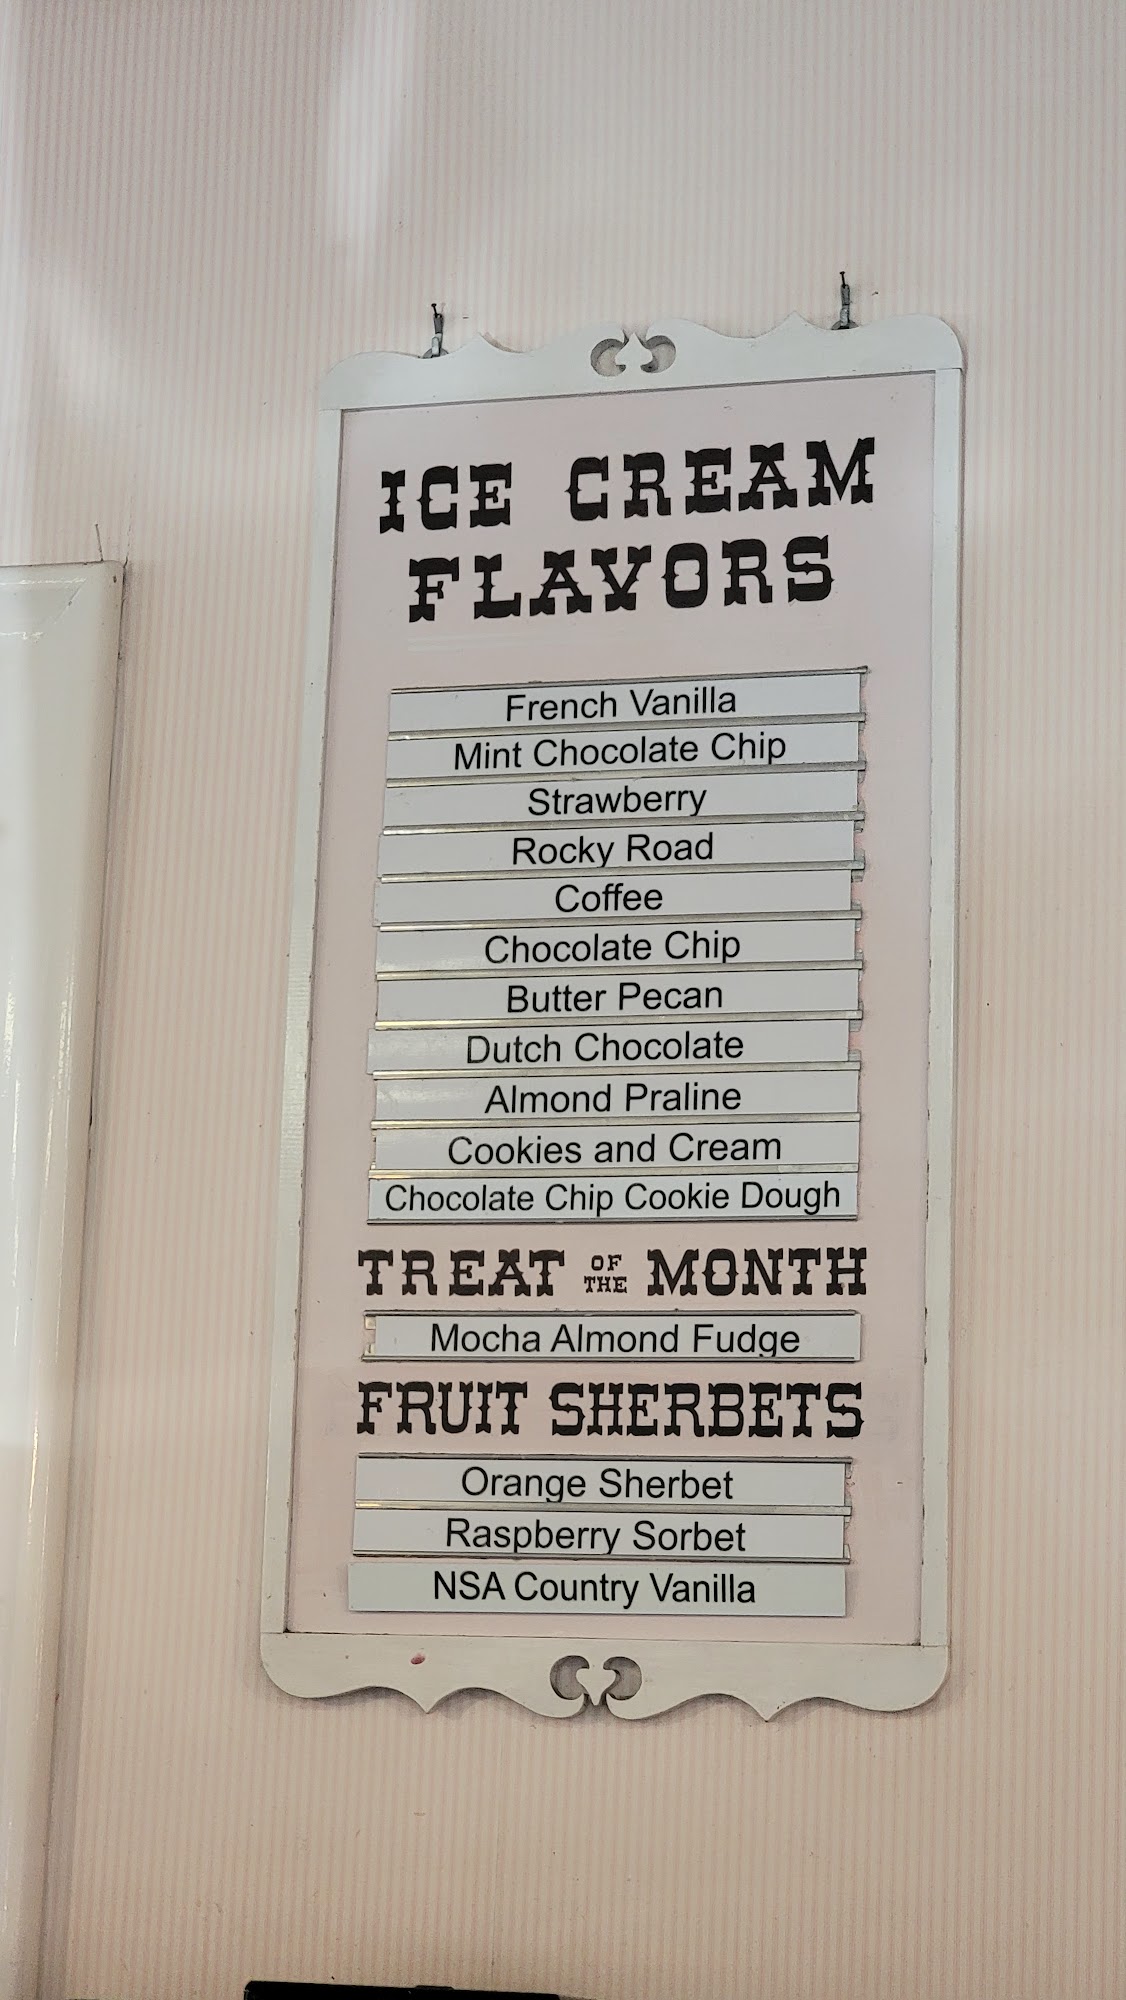 ICE CREAM
FLAVORS
French Vanilla
Mint Chocolate Chip
Strawberry
Rocky Road
Coffee
Chocolate Chip
Butter Pecan
Dutch Chocolate
Almond Praline
Cookies and Cream
Chocolate Chip Cookie Dough
TREAT OF THE MONTH
Mocha Almond Fudge
FRUIT SHERBETS
Orange Sherbet
Raspberry Sorbet
NSA Country Vanilla